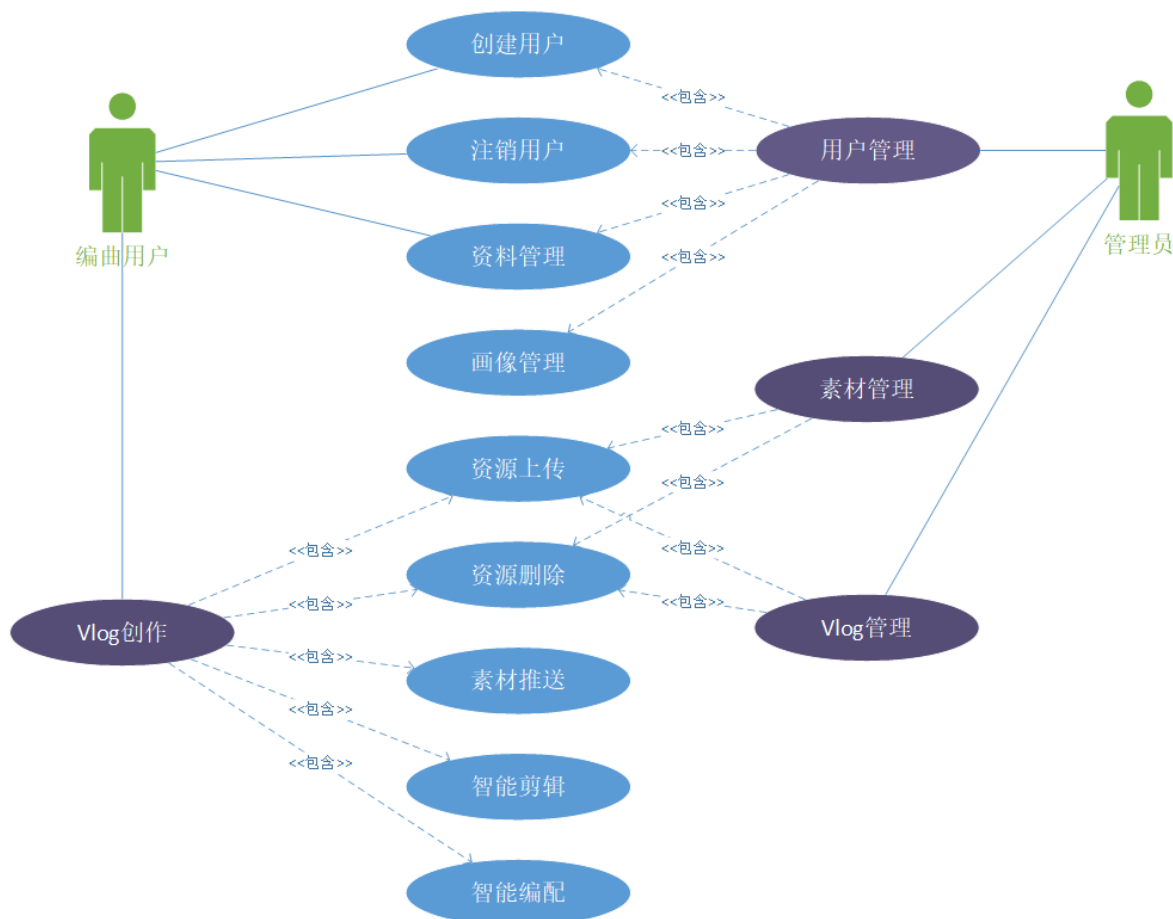 创建用户
<<包含>>
注销用户
<<包含>>
用户管理
<<包含>>
编曲用户
资料管理
<<包含>>
管理员
画像管理
素材管理
<<包含>>
资源上传
<<包含>>
<<包含>>
<<包含>>
资源删除
<<包含>>
<<包含>>
Vlog创作
Vlog管理
<<包含>>
素材推送
<<包含>>
<<包含>>
智能剪辑
智能编配